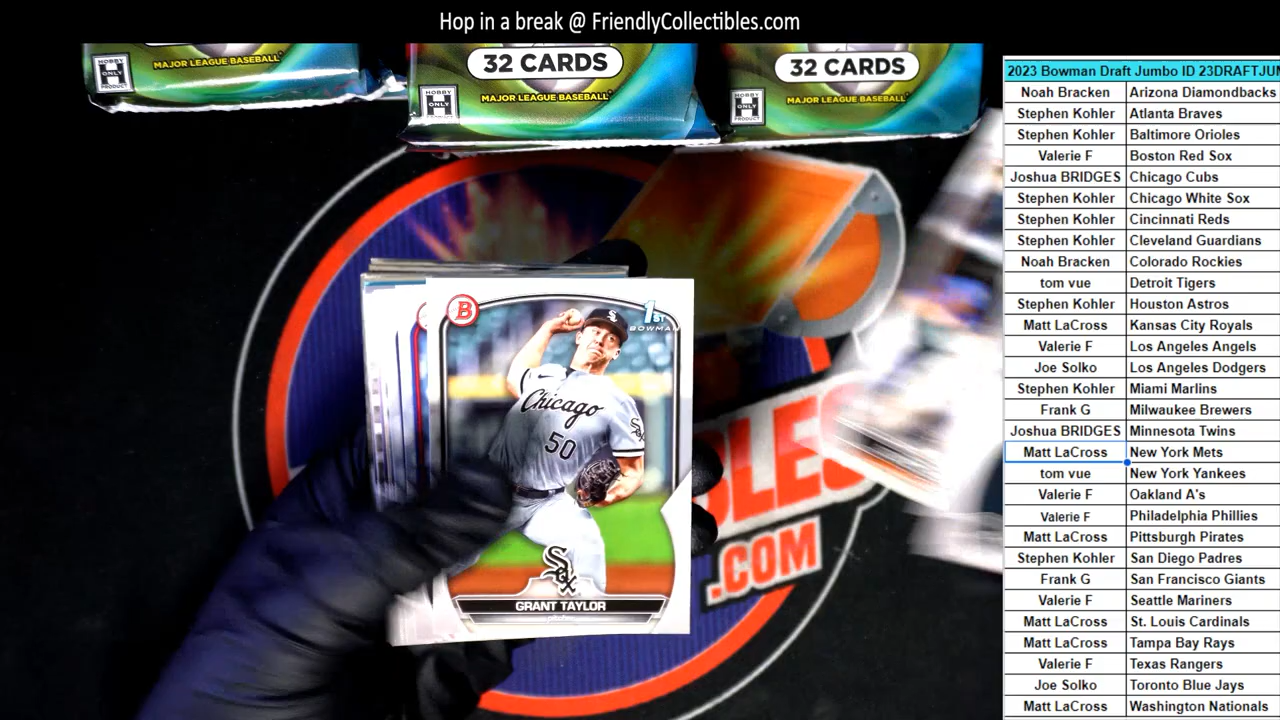 Hop in a break @ FriendlyCollectibles.com
MAJOR LEAGUE BASEBALL
HOBBY
H
ONLY
PRODUCT
32 CARDS
MAJOR LEAGUE BASEBALL
HOBBY
H
ONLY
32 CARDS
MAJOR LEAGUE BASEBALL
HOBBY
H
ONLY
PRODUCT
B
1ST
BOWMAN
Chicago
50
SOX
GRANT TAYLOR
LES
.COM
2023 Bowman Draft Jumbo ID 23DRAFTJUM
Noah Bracken Arizona Diamondbacks
Stephen Kohler Atlanta Braves
Stephen Kohler Baltimore Orioles
Valerie F Boston Red Sox
Joshua BRIDGES Chicago Cubs
Stephen Kohler Chicago White Sox
Stephen Kohler Cincinnati Reds
Stephen Kohler Cleveland Guardians
Noah Bracken Colorado Rockies
tom vue Detroit Tigers
Stephen Kohler Houston Astros
Matt LaCross Kansas City Royals
Valerie F Los Angeles Angels
Joe Solko Los Angeles Dodgers
Stephen Kohler Miami Marlins
Frank G Milwaukee Brewers
Joshua BRIDGES Minnesota Twins
Matt LaCross New York Mets
tom vue New York Yankees
Valerie F Oakland A's
Valerie F Philadelphia Phillies
Matt LaCross Pittsburgh Pirates
Stephen Kohler San Diego Padres
Frank G San Francisco Giants
Valerie F Seattle Mariners
Matt LaCross St. Louis Cardinals
Matt LaCross Tampa Bay Rays
Valerie F Texas Rangers
Joe Solko Toronto Blue Jays
Matt LaCross Washington Nationals